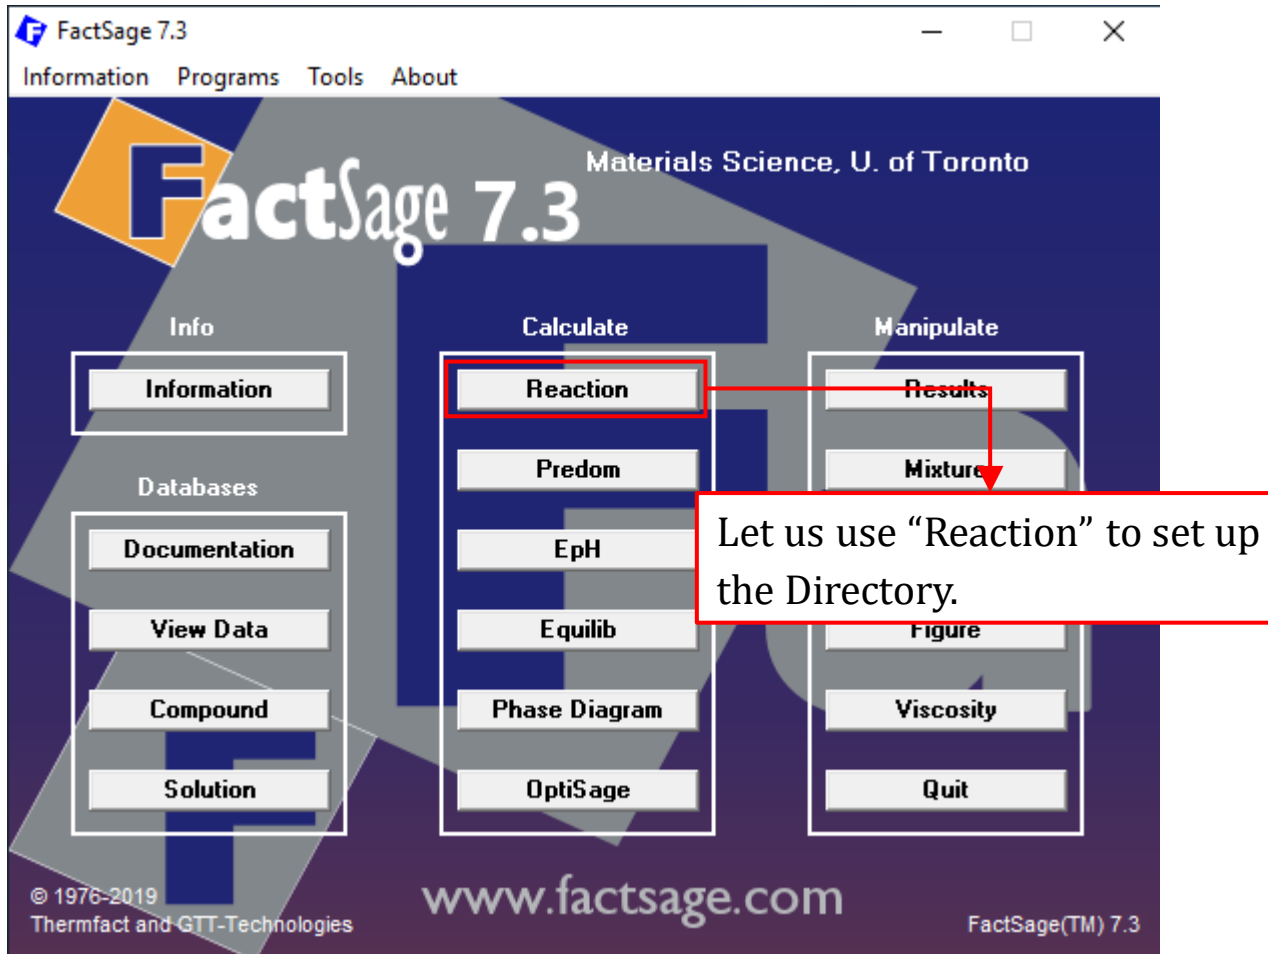 FactSage 7.3
Information Programs Tools About
Materials Science, U. of Toronto
FactSage 7.3
Info
Information
Databases
Documentation
View Data
Compound
Solution
Calculate
Reaction
Predom
EpH
Equilib
Phase Diagram
OptiSage
Manipulate
Results
Mixture
Let us use “Reaction” to set up
the Directory.
Figure
Viscosity
Quit
© 1976-2019
Thermfact and GTT-Technologies
www.factsage.com
FactSage(TM) 7.3